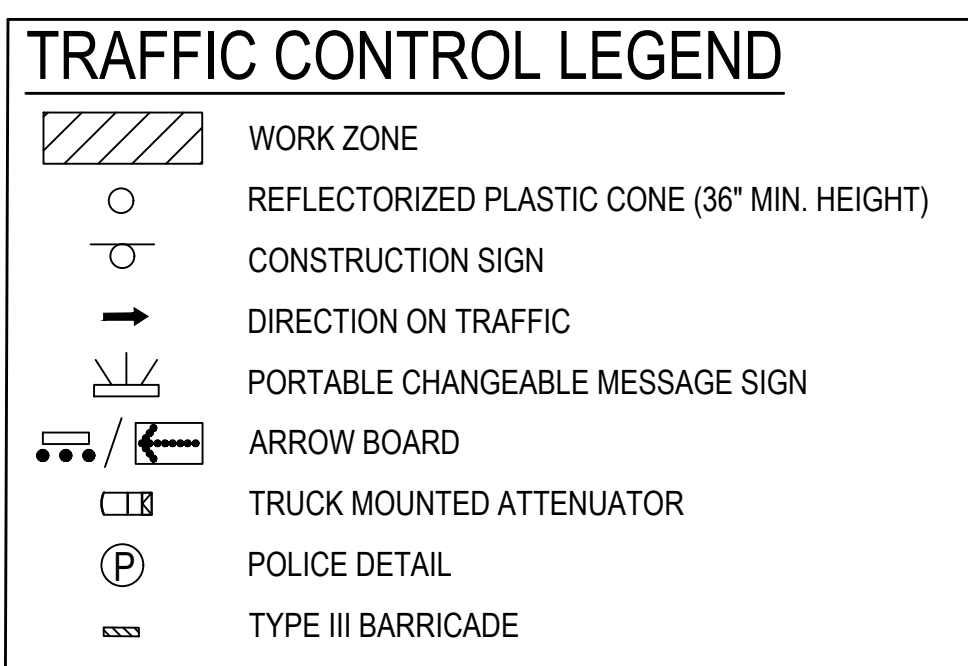 TRAFFIC CONTROL LEGEND
WORK ZONE
REFLECTORIZED PLASTIC CONE (36" MIN. HEIGHT)
CONSTRUCTION SIGN
DIRECTION ON TRAFFIC
PORTABLE CHANGEABLE MESSAGE SIGN
ARROW BOARD
TRUCK MOUNTED ATTENUATOR
P POLICE DETAIL
TYPE III BARRICADE